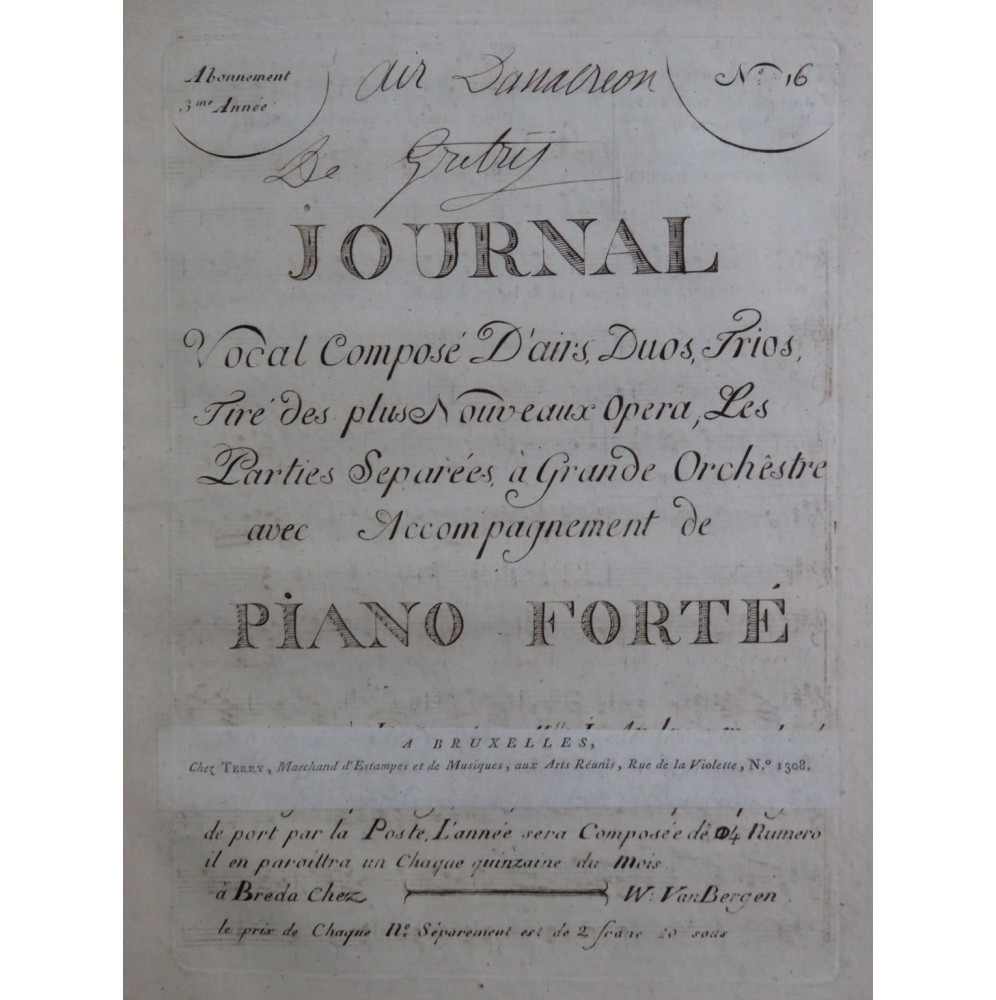 Abonnement
3me Année
Air Danacreon
No. 16
De Gretrij
JOURNAL
Vocal Composé D'airs, Duos, Trios,
Tiré des plus Nouveaux Opera, Les
Parties Separées, à Grande Orchêstre
avec Accompagnement de
PIANO FORTÉ
A BRUXELLES,
Chez TERRY, Marchand d'Estampes et de Musiques, aux Arts Réunis, Rue de la Violette, N.º 1308.
de port par la Poste, L'année sera Composée dê 24 Numero
il en paroittra un Chaque quinzaine du Mois
à Breda Chez W: Van Bergen.
le prix de Chaque No. Séparement est de 2 franc 10 sous